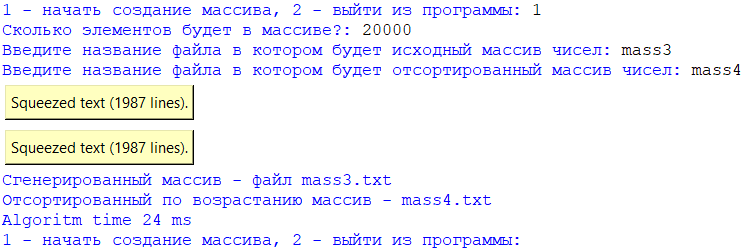 1 - начать создание массива, 2 - выйти из программы: 1
Сколько элементов будет в массиве?: 20000
Введите название файла в котором будет исходный массив чисел: mass3
Введите название файла в котором будет отсортированный массив чисел: mass4
Squeezed text (1987 lines).
Squeezed text (1987 lines).
Сгенерированный массив - файл mass3.txt
Отсортированный по возрастанию массив - mass4.txt
Algoritm time 24 ms
1 - начать создание массива, 2 - выйти из программы: